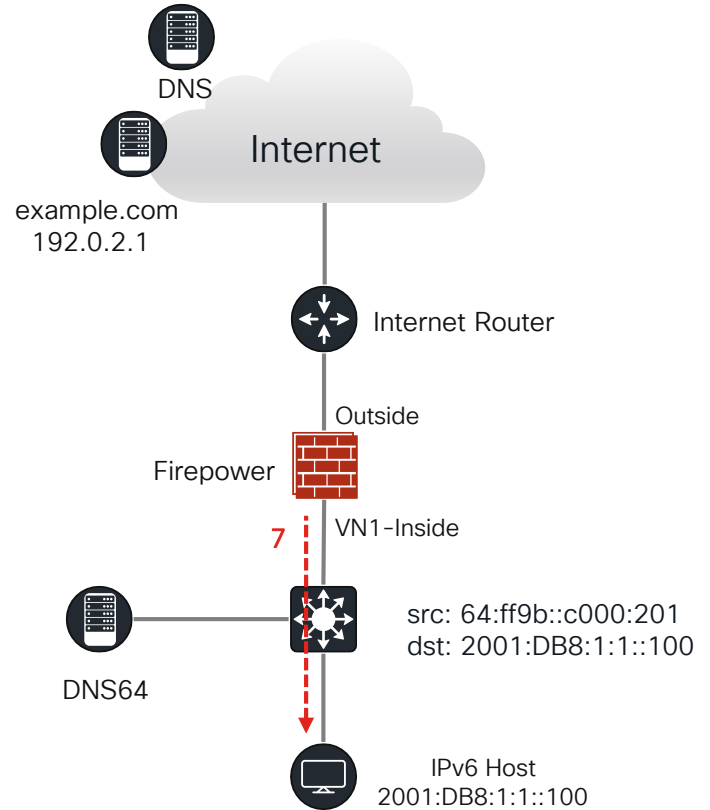 DNS
Internet
example.com
192.0.2.1
Internet Router
Outside
Firepower
7
VN1-Inside
src: 64:ff9b::c000:201
dst: 2001:DB8:1:1::100
DNS64
IPv6 Host
2001:DB8:1:1::100